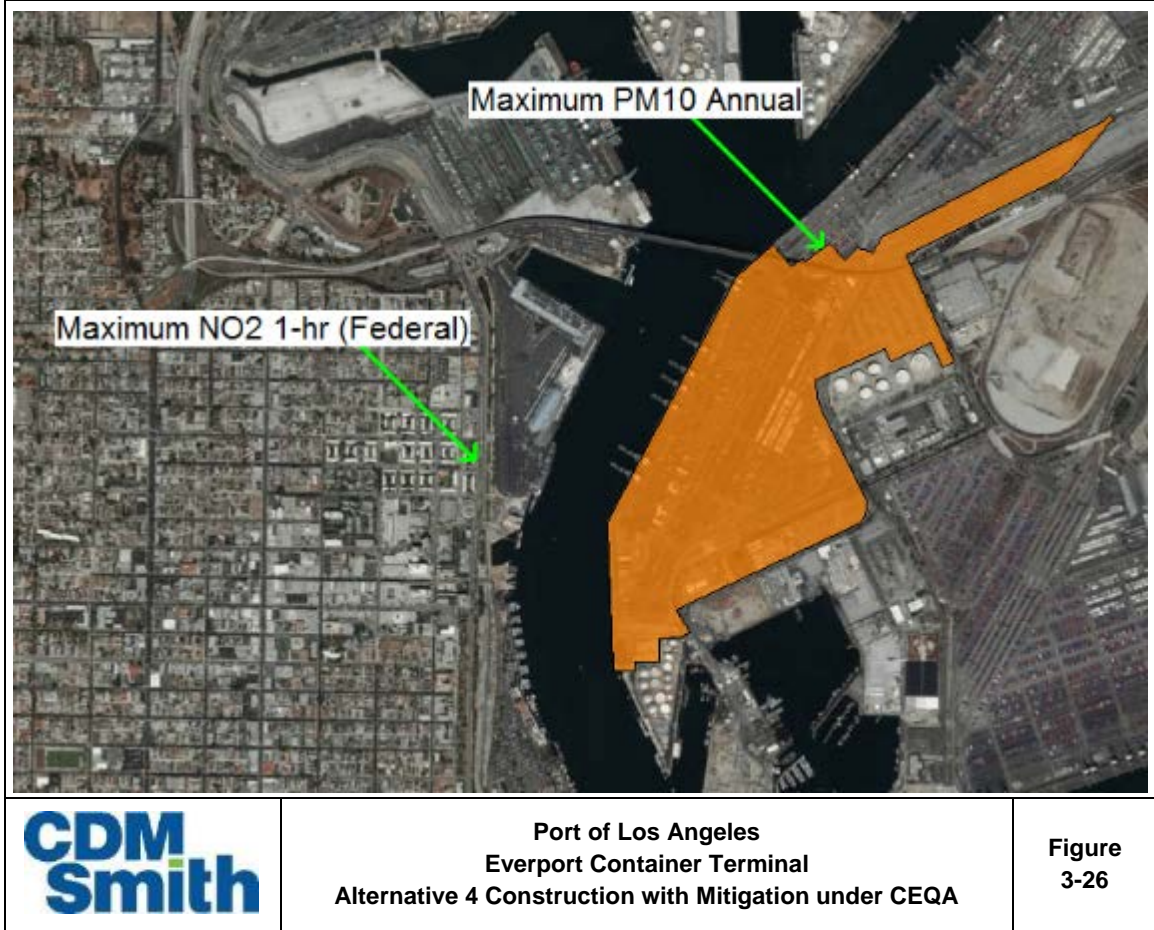 Maximum PM10 Annual
Maximum NO2 1-hr (Federal)
CDM
Smith
Port of Los Angeles
Everport Container Terminal
Alternative 4 Construction with Mitigation under CEQA
Figure
3-26